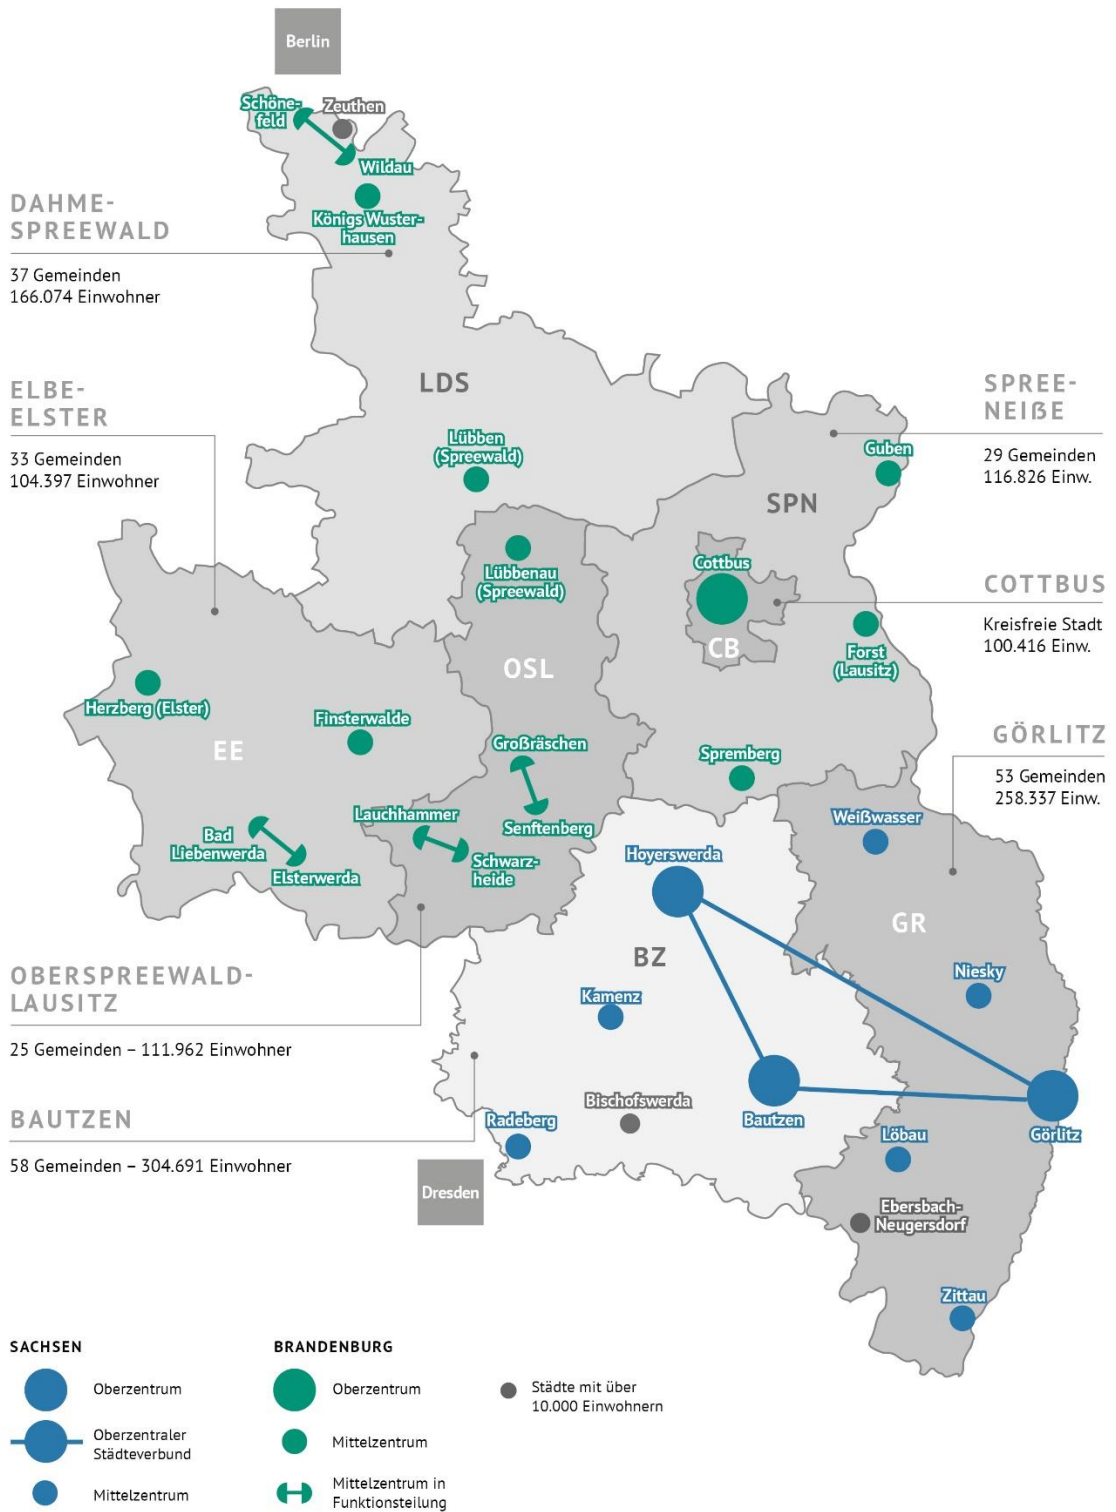 Berlin
Schöne-
feld
Zeuthen
Wildau
Königs Wuster-
hausen
DAHME-
SPREEWALD
37 Gemeinden
166.074 Einwohner
LDS
ELBE-
ELSTER
33 Gemeinden
104.397 Einwohner
SPREE-
NEIßE
29 Gemeinden
116.826 Einw.
Lübben
(Spreewald)
Guben
SPN
Lübbenau
(Spreewald)
Cottbus
CB
COTTBUS
Kreisfreie Stadt
100.416 Einw.
Forst
(Lausitz)
OSL
Herzberg (Elster)
Finsterwalde
EE
Großräschen
Senftenberg
Spremberg
GÖRLITZ
53 Gemeinden
258.337 Einw.
Lauchhammer
Schwarz-
heide
Bad
Liebenwerda
Elsterwerda
Weißwasser
Hoyerswerda
GR
BZ
Niesky
Kamenz
OBERSPREEWALD-
LAUSITZ
25 Gemeinden – 111.962 Einwohner
BAUTZEN
58 Gemeinden – 304.691 Einwohner
Bischofswerda
Bautzen
Radeberg
Görlitz
Löbau
Dresden
Ebersbach-
Neugersdorf
Zittau
SACHSEN
Oberzentrum
Oberzentraler
Städteverbund
Mittelzentrum
BRANDENBURG
Oberzentrum
Mittelzentrum
Mittelzentrum in
Funktionsteilung
Städte mit über
10.000 Einwohnern